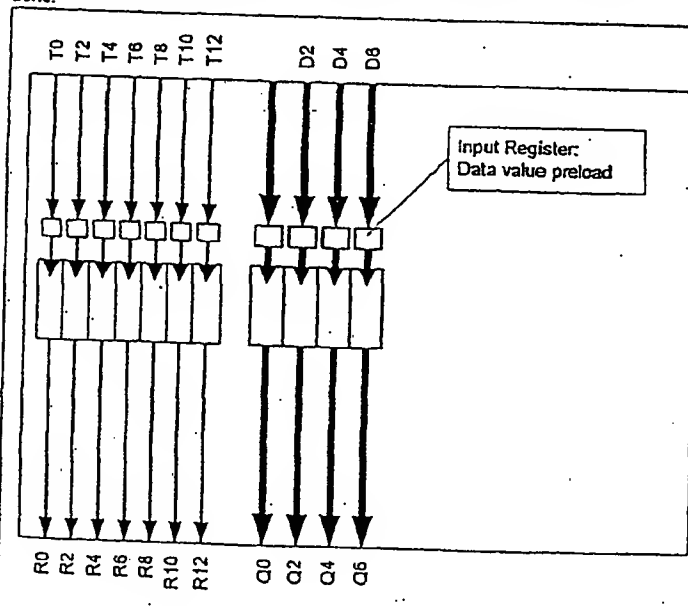 T0
T2
T4
T6
T8
T10
T12
D2
D4
D6
Input Register:
Data value preload
R0
R2
R4
R6
R8
R10
R12
Q0
Q2
Q4
Q6